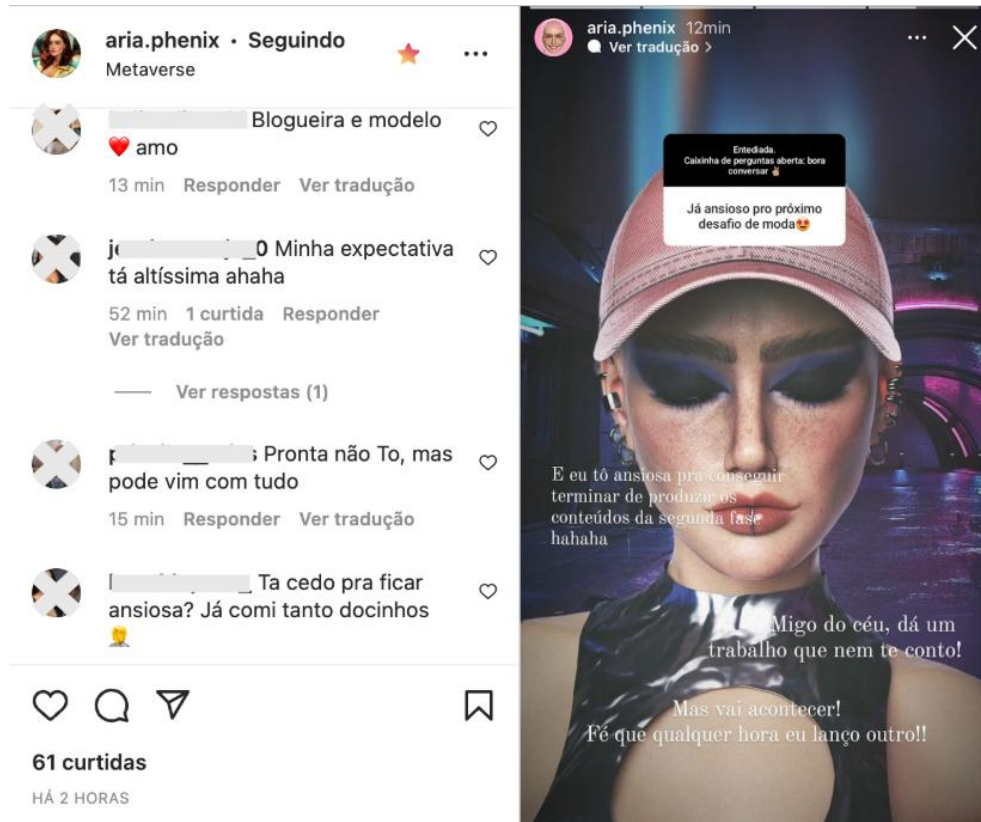 aria.phenix · Seguindo
Metaverse
Blogueira e modelo
❤️ amo
13 min Responder Ver tradução
_0 Minha expectativa
tá altíssima ahaha
52 min 1 curtida Responder
Ver tradução
Ver respostas (1)
Pronta não To, mas
pode vim com tudo
15 min Responder Ver tradução
Ta cedo pra ficar
ansiosa? Já comi tanto docinhos
🤦
61 curtidas
HÁ 2 HORAS
aria.phenix 12min
Ver tradução >
Entediada.
Caixinha de perguntas aberta: bora
conversar ✌🏼
Já ansioso pro próximo
desafio de moda😍
E eu tô ansiosa pra conseguir
terminar de produzir os
conteúdos da segunda fase
hahaha
Migo do céu, dá um
trabalho que nem te conto!
Mas vai acontecer!
Fé que qualquer hora eu lanço outro!!